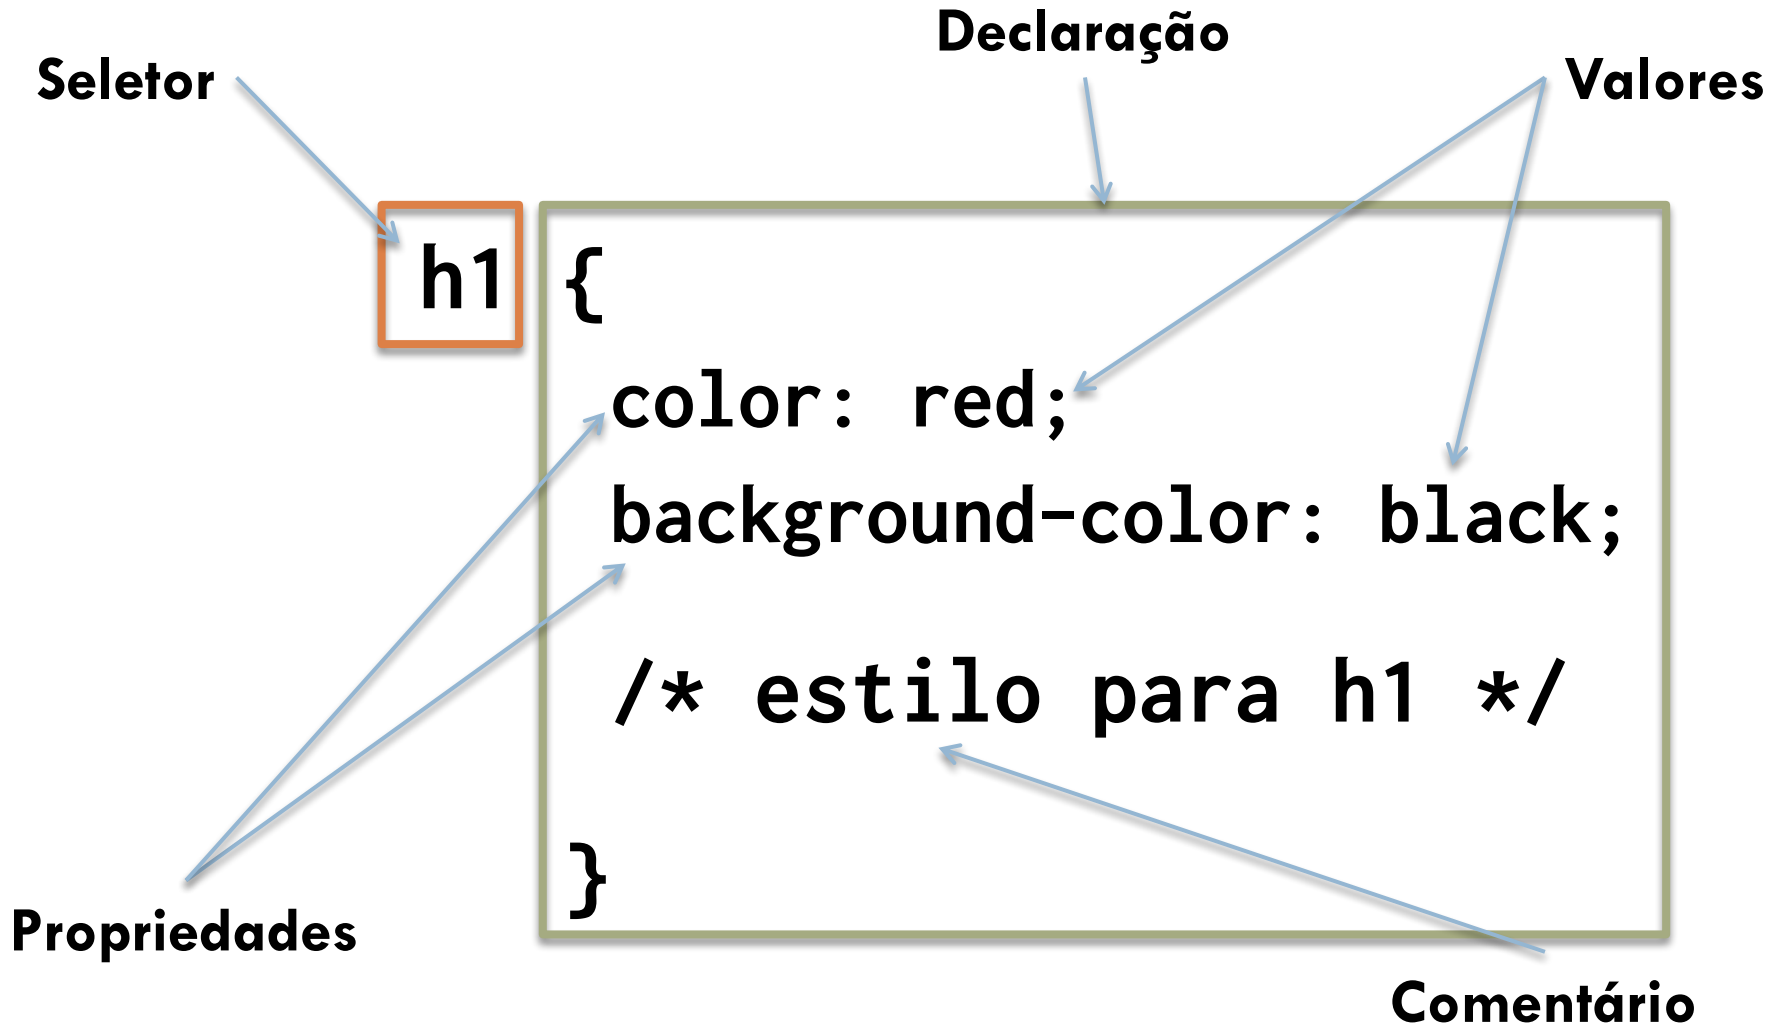 Declaração
Seletor
Valores
h1 {
color: red;
background-color: black;
/* estilo para h1 */
}
Propriedades
Comentário